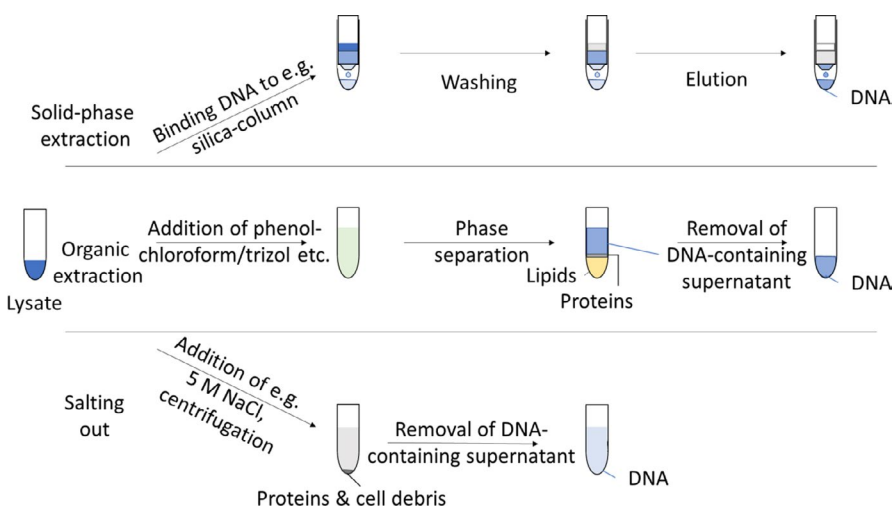 Solid-phase
extraction
Binding DNA to e.g.
silica-column
Washing
Elution
DNA
Lysate
Organic
extraction
Addition of phenol-
chloroform/trizol etc.
Phase
separation
Lipids
Proteins
Removal of
DNA-containing
supernatant
DNA
Salting
out
Addition of e.g.
5 M NaCl,
centrifugation
Proteins & cell debris
Removal of DNA-
containing supernatant
DNA